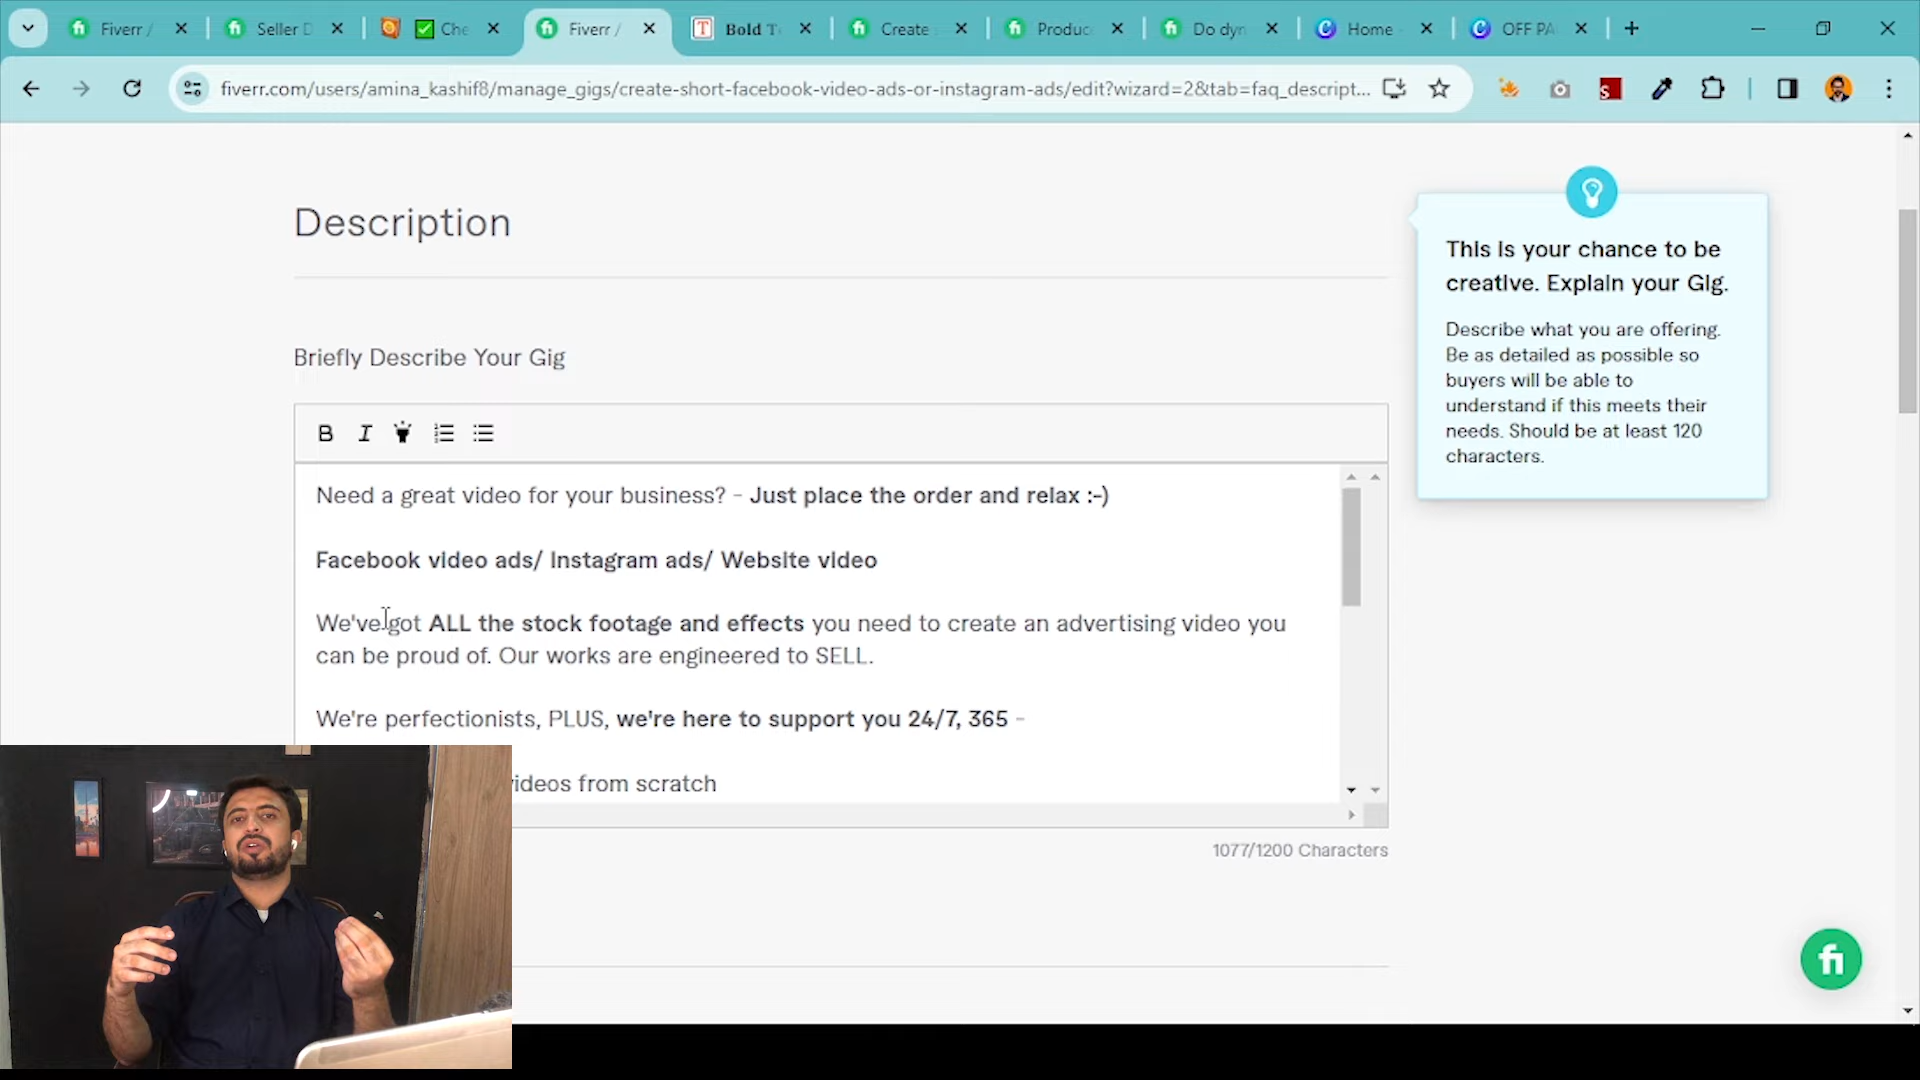 Fiverr /
Seller D
Che
Fiverr /
Bold T
Create
Produc
Do dyn
Home
OFF PA
fiverr.com/users/amina_kashif8/manage_gigs/create-short-facebook-video-ads-or-instagram-ads/edit?wizard=2&tab=faq_descript...
Description
Briefly Describe Your Gig
B I
Need a great video for your business? - Just place the order and relax :-)
Facebook video ads/ Instagram ads/ Website video
We've got ALL the stock footage and effects you need to create an advertising video you
can be proud of. Our works are engineered to SELL.
We're perfectionists, PLUS, we're here to support you 24/7, 365 -
videos from scratch
1077/1200 Characters
This is your chance to be
creative. Explain your Gig.
Describe what you are offering.
Be as detailed as possible so
buyers will be able to
understand if this meets their
needs. Should be at least 120
characters.
fi